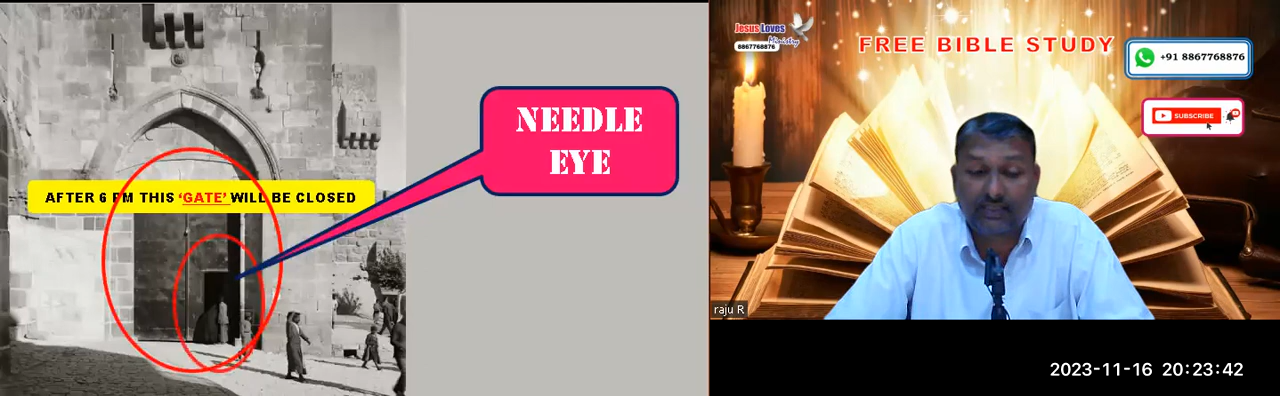 AFTER 6 PM THIS ‘GATE’ WILL BE CLOSED
NEEDLE
EYE
Jesus Loves
Ministry
8867768876
FREE BIBLE STUDY
+91 8867768876
SUBSCRIBE
raju R
2023-11-16 20:23:42